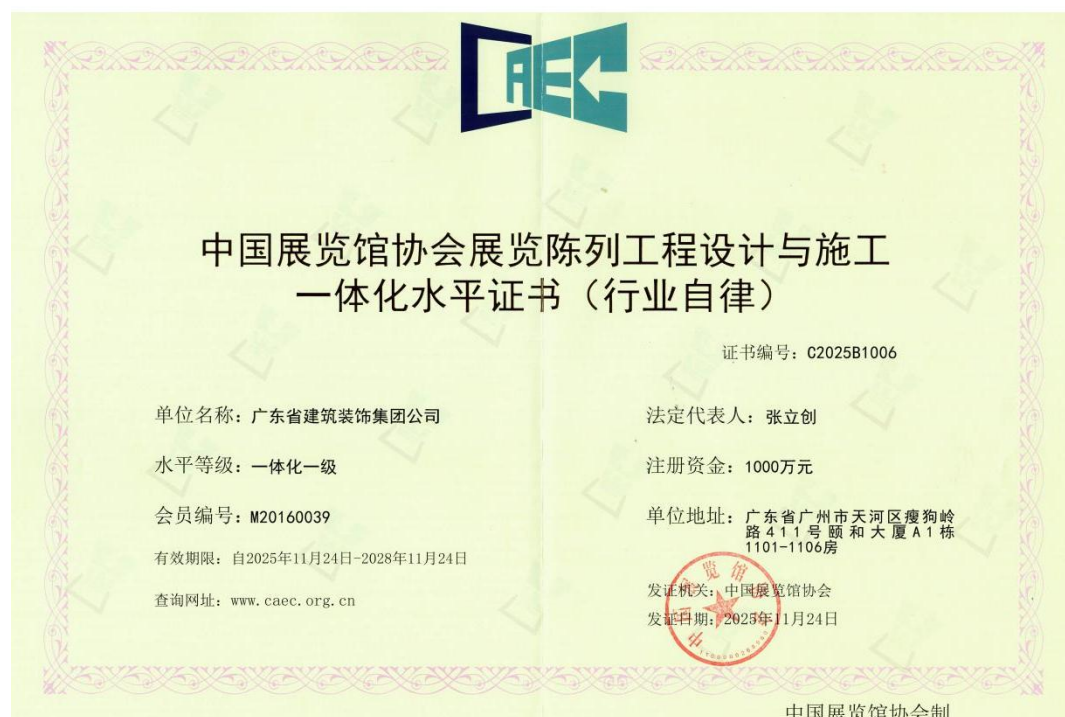 CAEC
中国展览馆协会展览陈列工程设计与施工
一体化水平证书（行业自律）
证书编号：C2025B1006
单位名称：广东省建筑装饰集团公司
水平等级：一体化一级
会员编号：M20160039
有效期限：自2025年11月24日-2028年11月24日
查询网址：www.caec.org.cn
法定代表人：张立创
注册资金：1000万元
单位地址：广东省广州市天河区瘦狗岭
路411号颐和大厦A1栋
1101-1106房
发证机关：中国展览馆协会
发证日期：2025年11月24日
中国展览馆协会
中国展览馆协会制